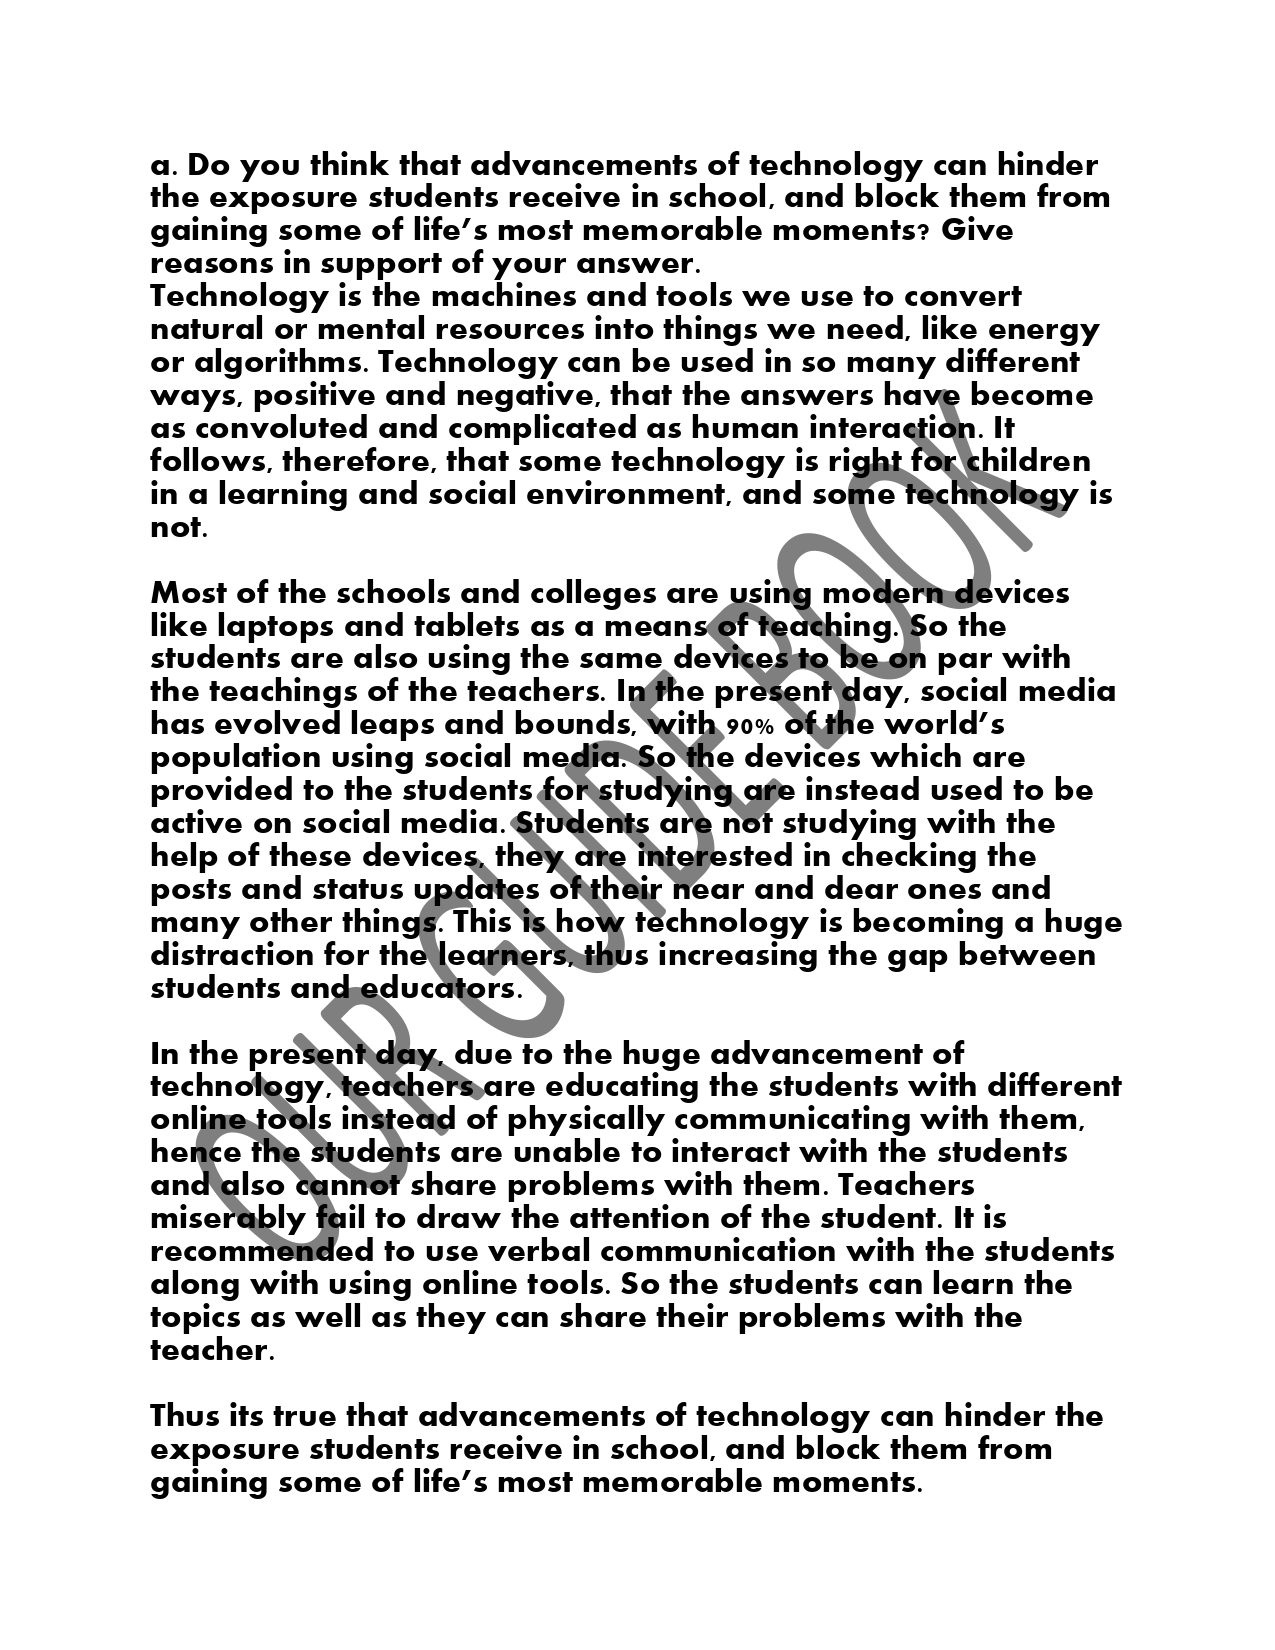 a. Do you think that advancements of technology can hinder
the exposure students receive in school, and block them from
gaining some of life’s most memorable moments? Give
reasons in support of your answer.
Technology is the machines and tools we use to convert
natural or mental resources into things we need, like energy
or algorithms. Technology can be used in so many different
ways, positive and negative, that the answers have become
as convoluted and complicated as human interaction. It
follows, therefore, that some technology is right for children
in a learning and social environment, and some technology is
not.
Most of the schools and colleges are using modern devices
like laptops and tablets as a means of teaching. So the
students are also using the same devices to be on par with
the teachings of the teachers. In the present day, social media
has evolved leaps and bounds, with 90% of the world’s
population using social media. So the devices which are
provided to the students for studying are instead used to be
active on social media. Students are not studying with the
help of these devices, they are interested in checking the
posts and status updates of their near and dear ones and
many other things. This is how technology is becoming a huge
distraction for the learners, thus increasing the gap between
students and educators.
In the present day, due to the huge advancement of
technology, teachers are educating the students with different
online tools instead of physically communicating with them,
hence the students are unable to interact with the students
and also cannot share problems with them. Teachers
miserably fail to draw the attention of the student. It is
recommended to use verbal communication with the students
along with using online tools. So the students can learn the
topics as well as they can share their problems with the
teacher.
Thus its true that advancements of technology can hinder the
exposure students receive in school, and block them from
gaining some of life’s most memorable moments.
OUR GUIDE BOOK